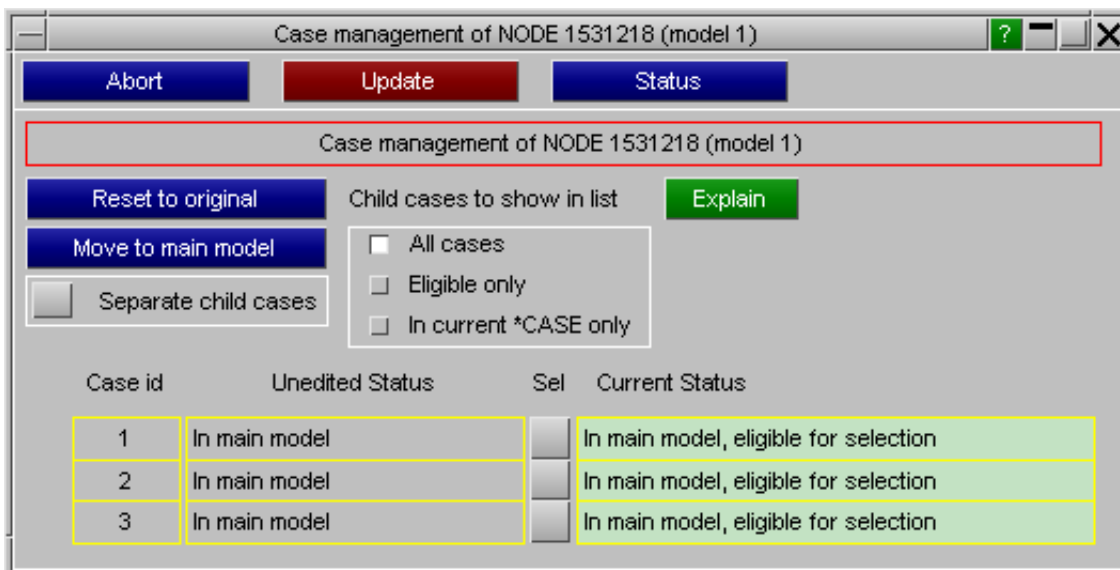 Case management of NODE 1531218 (model 1) ?
Abort Update Status
Case management of NODE 1531218 (model 1)
Reset to original Child cases to show in list Explain
Move to main model All cases
Separate child cases Eligible only
In current *CASE only
Case id Unedited Status Sel Current Status
1 In main model In main model, eligible for selection
2 In main model In main model, eligible for selection
3 In main model In main model, eligible for selection